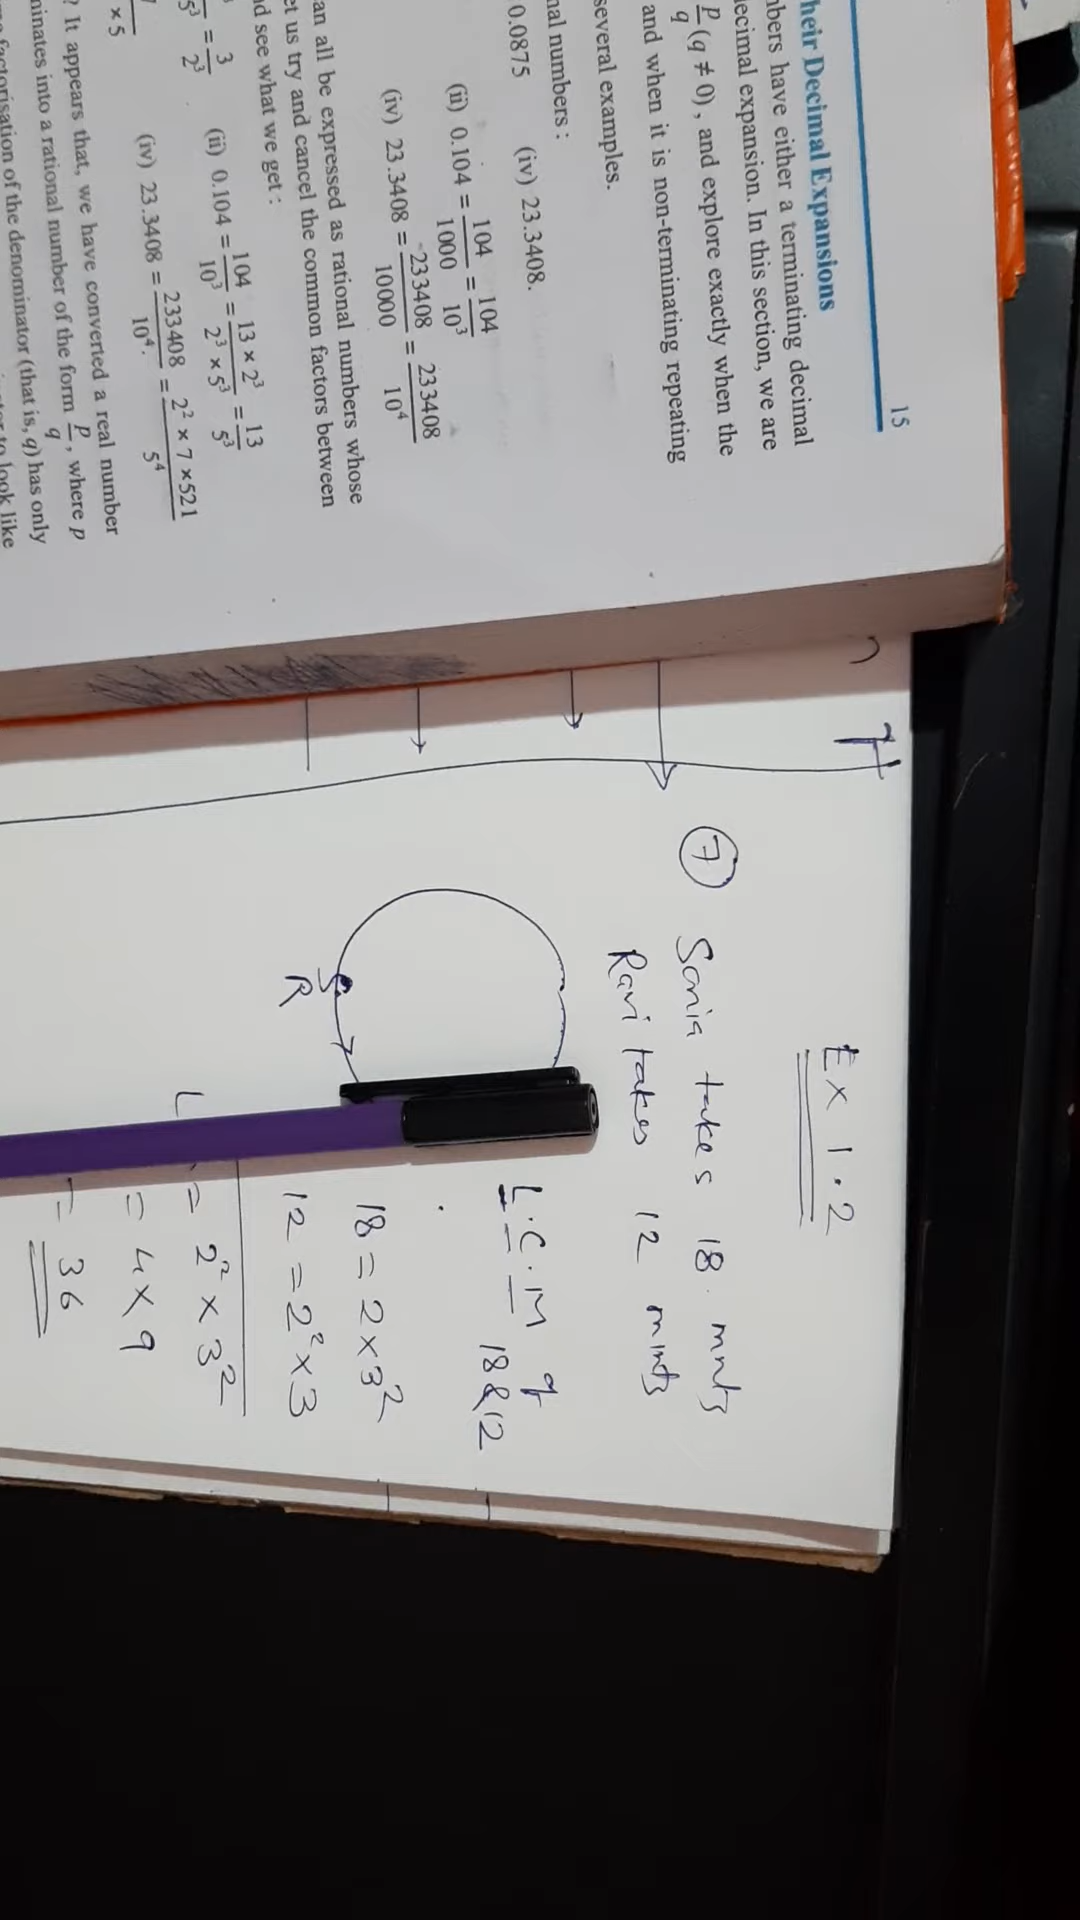 15
heir Decimal Expansions
bers have either a terminating decimal
ecimal expansion. In this section, we are
p/q (q ≠ 0), and explore exactly when the
and when it is non-terminating repeating
several examples.
nal numbers :
0.0875 (iv) 23.3408.
(ii) 0.104 = 104/1000 = 104/10³
(iv) 23.3408 = 233408/10000 = 233408/10⁴
an all be expressed as rational numbers whose
et us try and cancel the common factors between
d see what we get :
5³ = 3/2³ (ii) 0.104 = 104/10³ = 13 × 2³/2³ × 5³ = 13/5³
(iv) 23.3408 = 233408/10⁴ = 2² × 7 × 521/5⁴
× 5
? It appears that, we have converted a real number
minates into a rational number of the form p/q, where p
factorisation of the denominator (that is, q) has only
look like
Ex 1.2
7 Sonia takes 18 mnts
Ravi takes 12 mnts
L.C.M of
18 & 12
S
R
18 = 2 × 3²
12 = 2² × 3
L = 2² × 3²
= 4 × 9
= 36